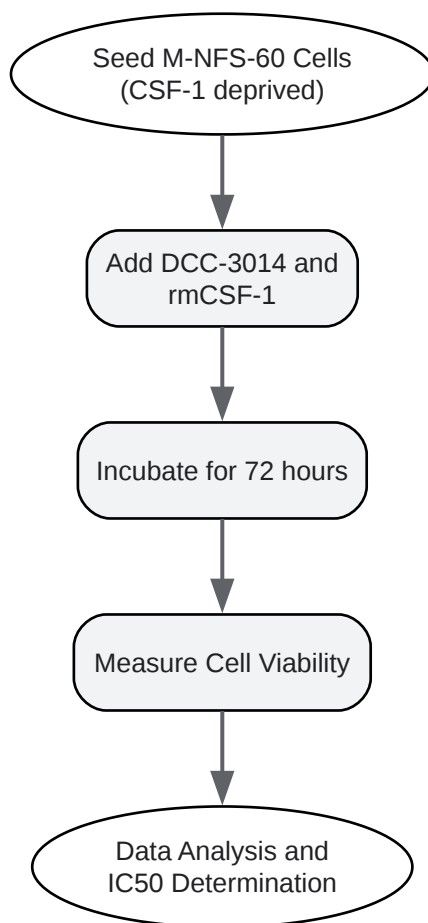 Seed M-NFS-60 Cells
(CSF-1 deprived)
Add DCC-3014 and
rmCSF-1
Incubate for 72 hours
Measure Cell Viability
Data Analysis and
IC50 Determination